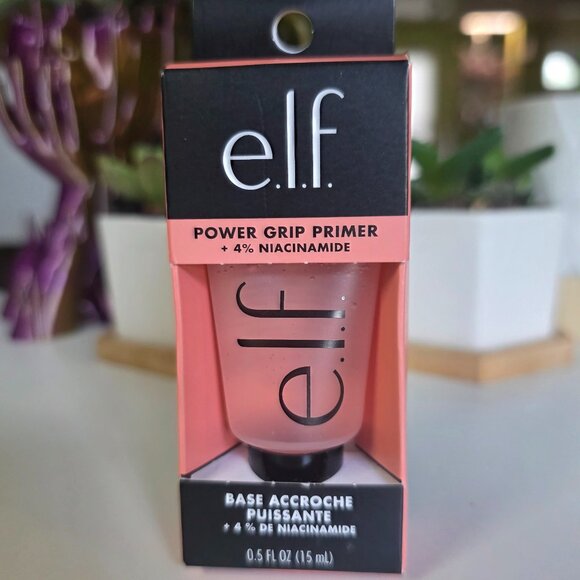 e.l.f.
POWER GRIP PRIMER
+ 4% NIACINAMIDE
e.l.f.
BASE ACCROCHE
PUISSANTE
+ 4 % DE NIACINAMIDE
0.5 FL OZ (15 mL)